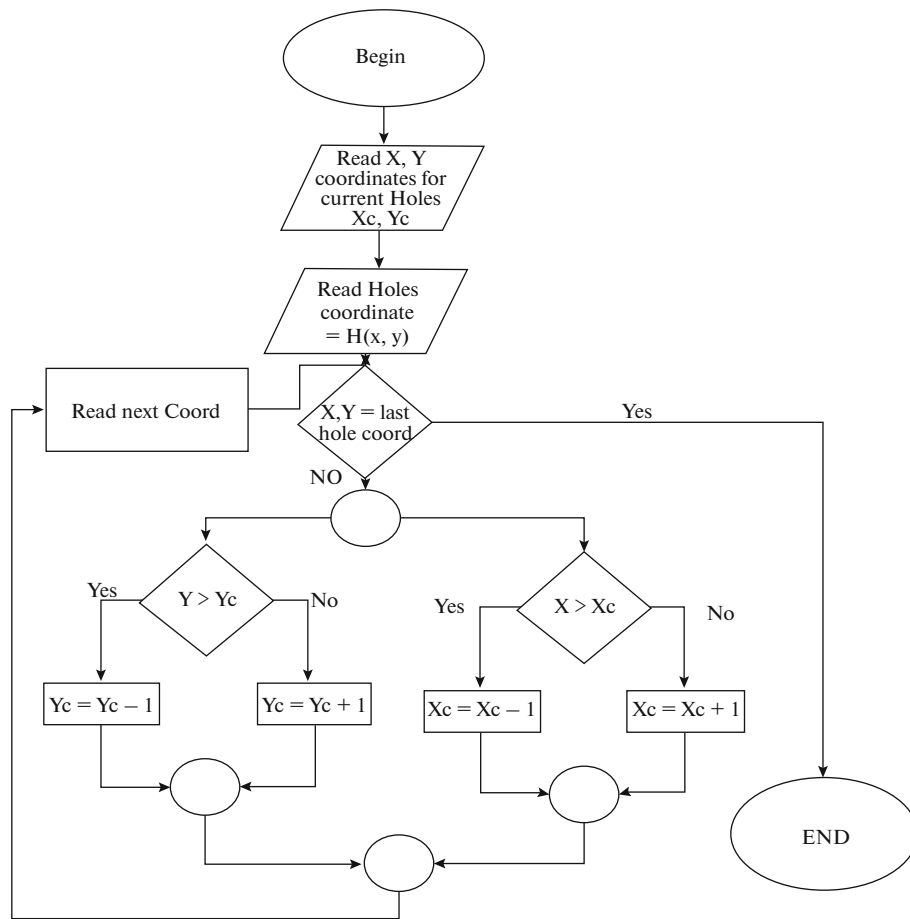 Begin
Read X, Y
coordinates for
current Holes
Xc, Yc
Read Holes
coordinate
= H(x, y)
Read next Coord
X,Y = last
hole coord
Yes
NO
Yes
Y > Yc
No
Yes
X > Xc
No
Yc = Yc – 1
Yc = Yc + 1
Xc = Xc – 1
Xc = Xc + 1
END